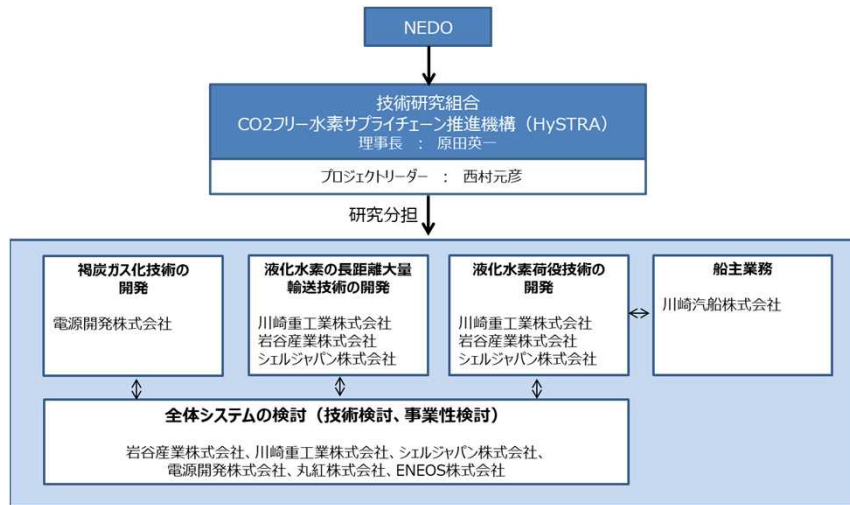 NEDO
技術研究組合
CO2フリー水素サプライチェーン推進機構（HySTRA）
理事長　：　原田英一
プロジェクトリーダー　：　西村元彦
研究分担
褐炭ガス化技術の
開発
電源開発株式会社
液化水素の長距離大量
輸送技術の開発
川崎重工業株式会社
岩谷産業株式会社
シェルジャパン株式会社
液化水素荷役技術の
開発
川崎重工業株式会社
岩谷産業株式会社
シェルジャパン株式会社
船主業務
川崎汽船株式会社
全体システムの検討（技術検討、事業性検討）
岩谷産業株式会社、川崎重工業株式会社、シェルジャパン株式会社、
電源開発株式会社、丸紅株式会社、ENEOS株式会社